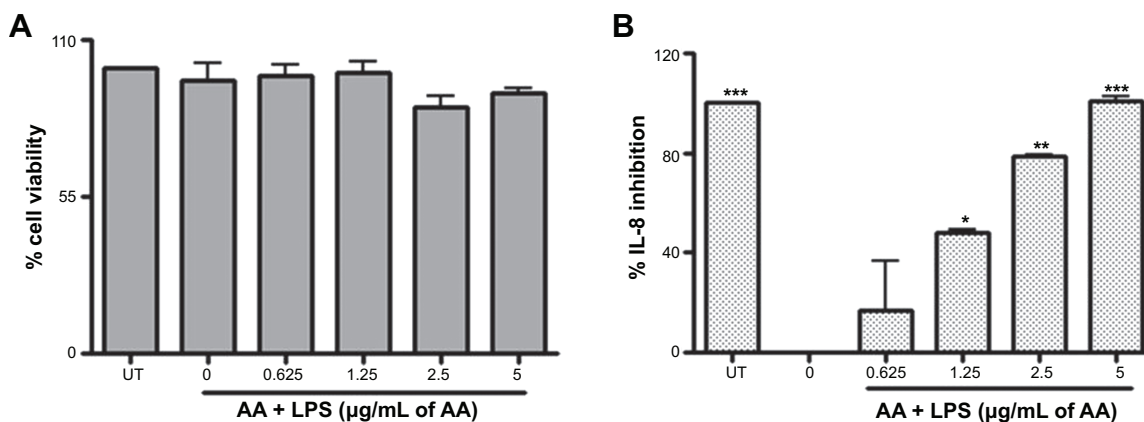 A
110
55
0
% cell viability
UT 0 0.625 1.25 2.5 5
AA + LPS (µg/mL of AA)
B
120
80
40
0
% IL-8 inhibition
*** * ** ***
UT 0 0.625 1.25 2.5 5
AA + LPS (µg/mL of AA)